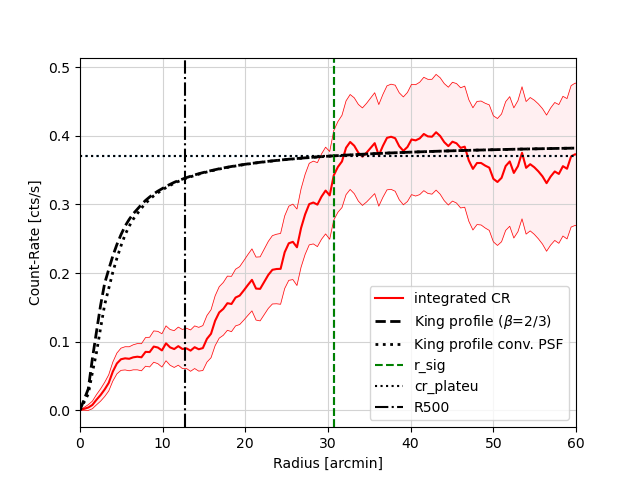 0.5
0.4
0.3
0.2
0.1
0.0
Count-Rate [cts/s]
integrated CR
King profile (β=2/3)
King profile conv. PSF
r_sig
cr_plateu
R500
0 10 20 30 40 50 60
Radius [arcmin]